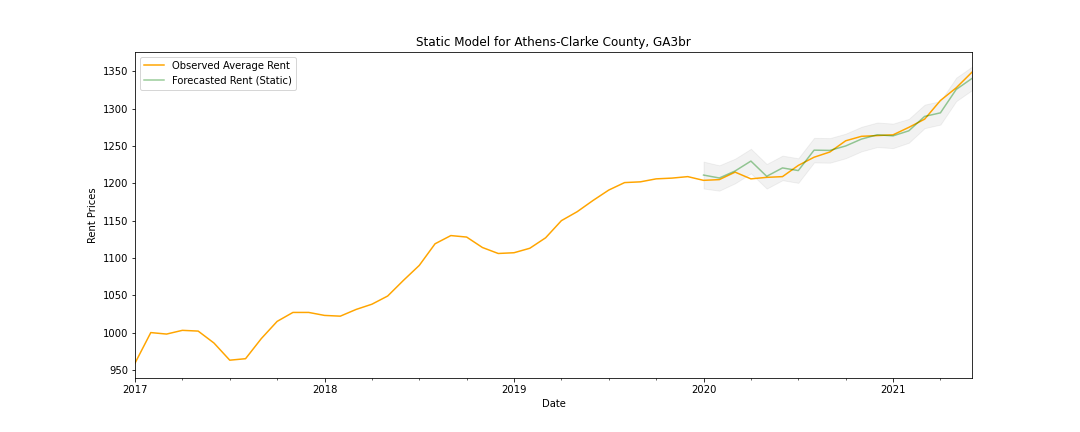 Static Model for Athens-Clarke County, GA3br
Observed Average Rent
Forecasted Rent (Static)
Rent Prices
1350
1300
1250
1200
1150
1100
1050
1000
950
2017 2018 2019 2020 2021
Date